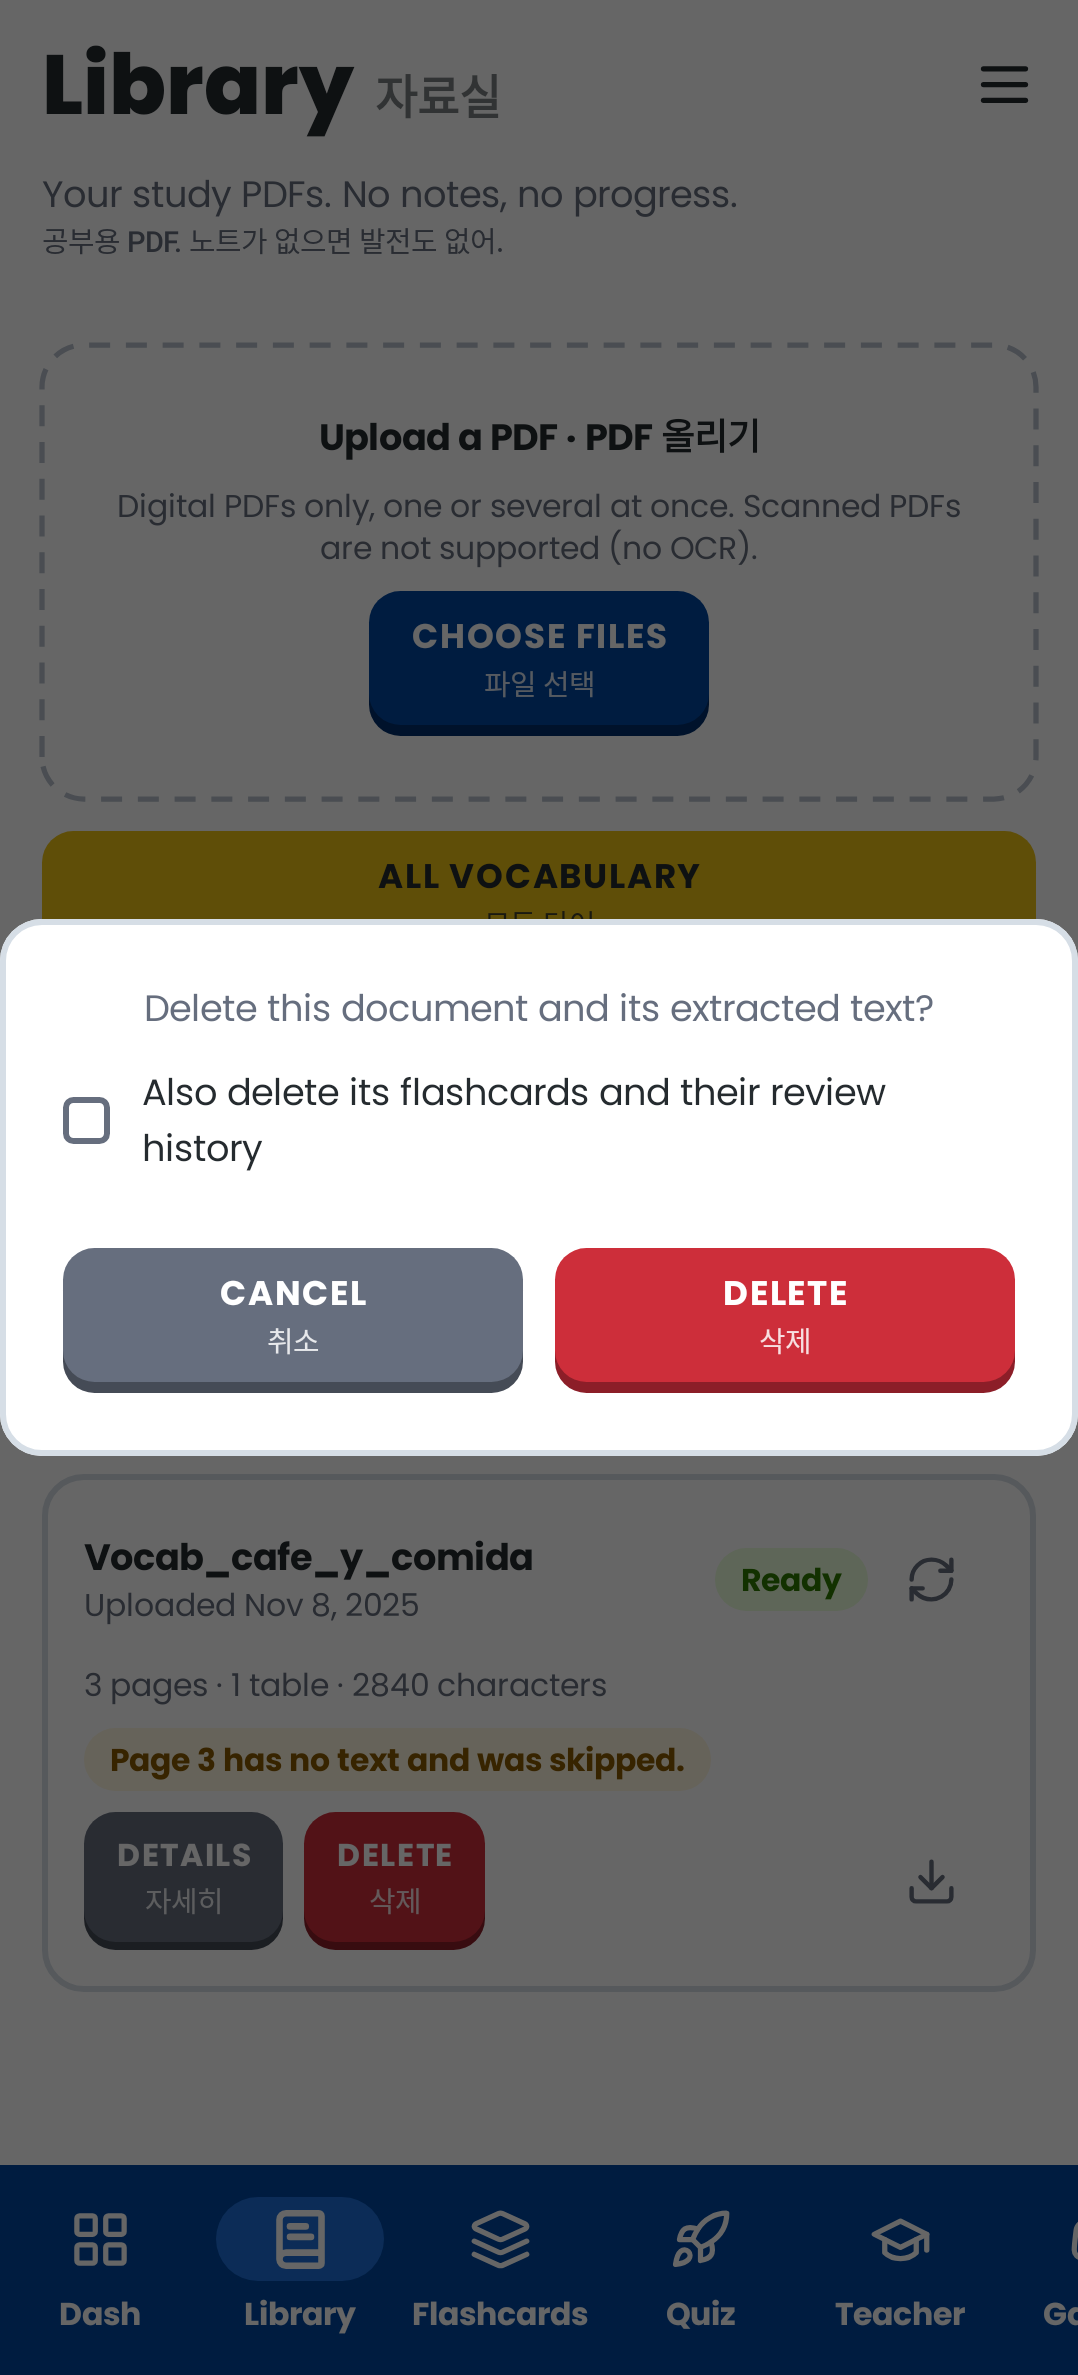 Library 자료실
Your study PDFs. No notes, no progress.
공부용 PDF. 노트가 없으면 발전도 없어.
Upload a PDF · PDF 올리기
Digital PDFs only, one or several at once. Scanned PDFs
are not supported (no OCR).
CHOOSE FILES
파일 선택
ALL VOCABULARY
Delete this document and its extracted text?
Also delete its flashcards and their review
history
CANCEL
취소
DELETE
삭제
Vocab_cafe_y_comida
Uploaded Nov 8, 2025
Ready
3 pages · 1 table · 2840 characters
Page 3 has no text and was skipped.
DETAILS
자세히
DELETE
삭제
Dash
Library
Flashcards
Quiz
Teacher